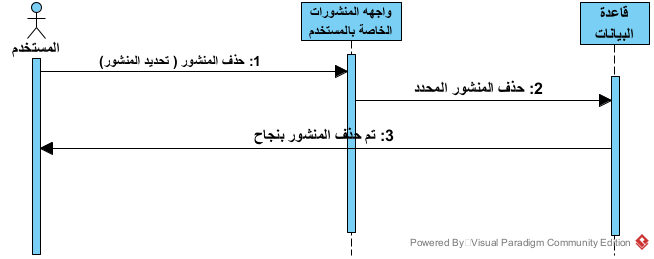 المستخدم
واجهه المنشورات
الخاصة بالمستخدم
قاعدة
البيانات
1: حذف المنشور ( تحديد المنشور)
2: حذف المنشور المحدد
3: تم حذف المنشور بنجاح
Powered By Visual Paradigm Community Edition